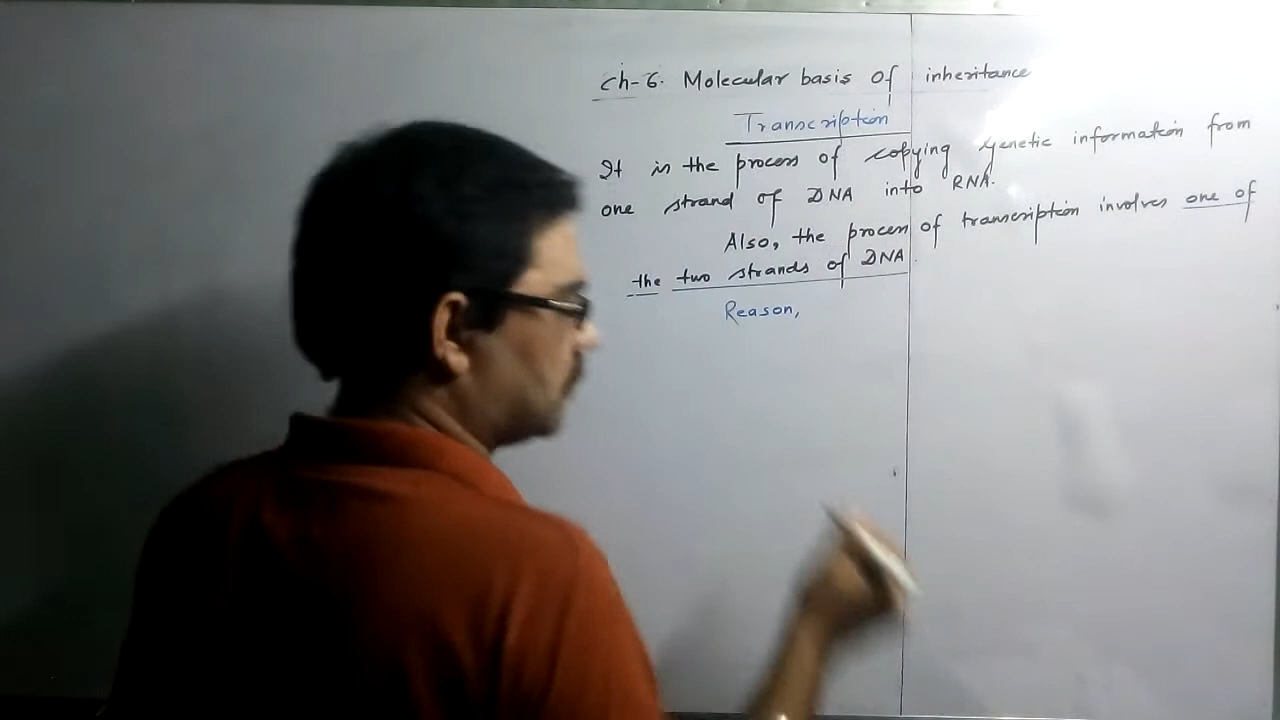 Ch-6. Molecular basis of inheritance
Transcription
It is the process of copying genetic information from
one strand of DNA into RNA.
Also, the process of transcription involves one of
the two strands of DNA.
Reason,